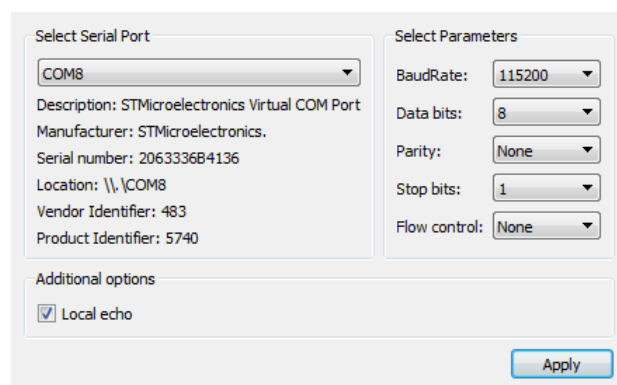 Select Serial Port
COM8
Description: STMicroelectronics Virtual COM Port
Manufacturer: STMicroelectronics.
Serial number: 2063336B4136
Location: \\.\COM8
Vendor Identifier: 483
Product Identifier: 5740
Select Parameters
BaudRate: 115200
Data bits: 8
Parity: None
Stop bits: 1
Flow control: None
Additional options
Local echo
Apply